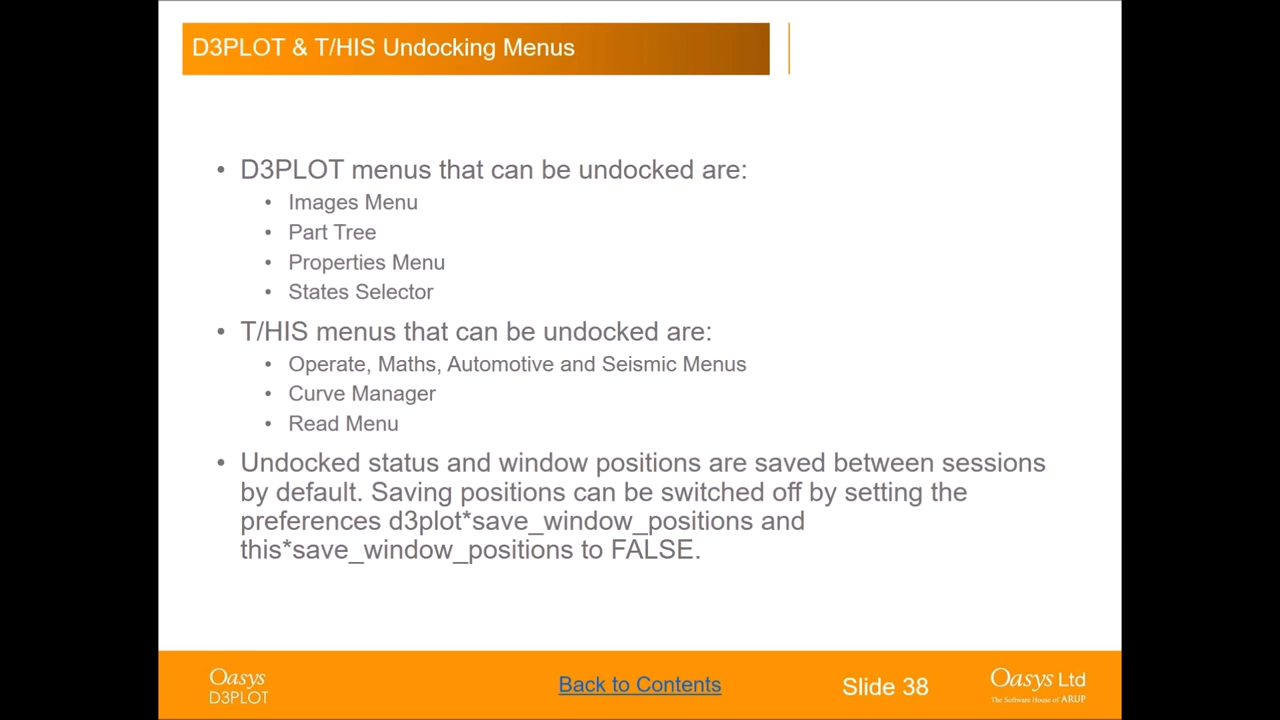 D3PLOT & T/HIS Undocking Menus
• D3PLOT menus that can be undocked are:
• Images Menu
• Part Tree
• Properties Menu
• States Selector
• T/HIS menus that can be undocked are:
• Operate, Maths, Automotive and Seismic Menus
• Curve Manager
• Read Menu
• Undocked status and window positions are saved between sessions
by default. Saving positions can be switched off by setting the
preferences d3plot*save_window_positions and
this*save_window_positions to FALSE.
Oasys
D3PLOT
Back to Contents
Slide 38
Oasys Ltd
The Software House of ARUP